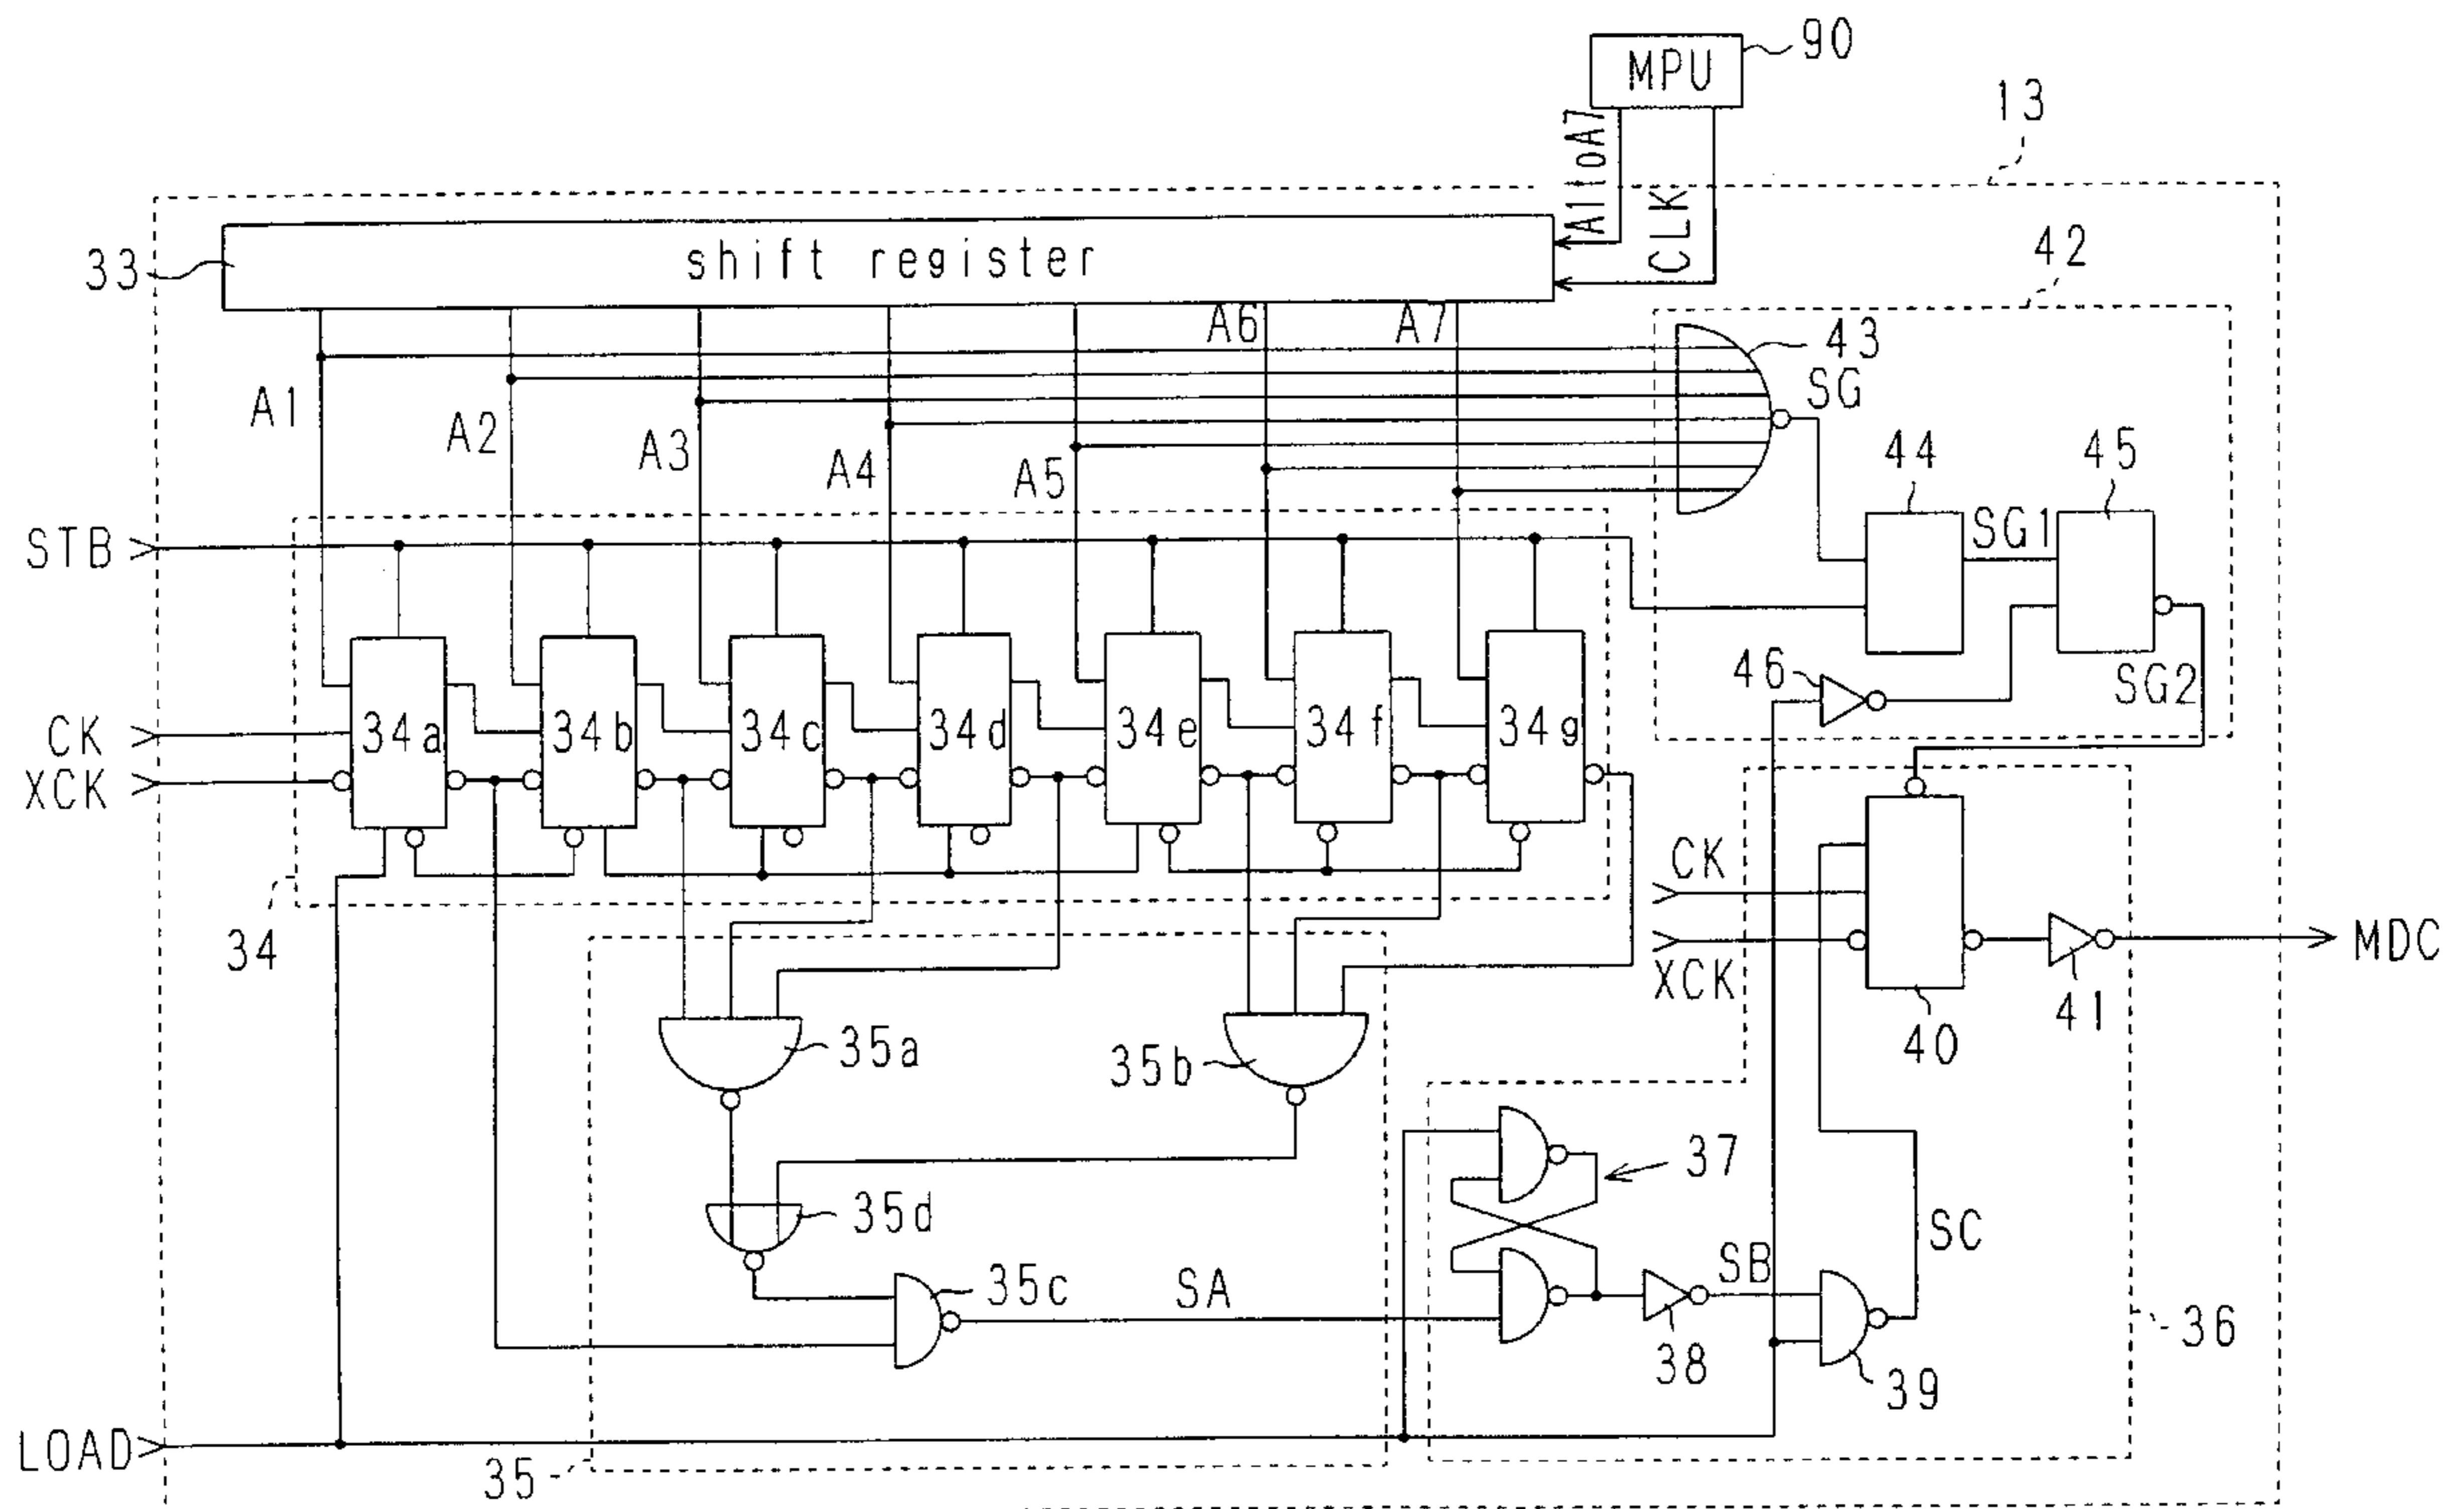 MPU
90
13
A1toA7
CLK
33
shift register
42
A1
A2
A3
A4
A5
A6
A7
43
SG
44
45
SG1
STB
46
SG2
34a
34b
34c
34d
34e
34f
34g
CK
XCK
CK
XCK
34
MDC
41
40
35a
35b
37
35d
35c
SA
SB
SC
38
39
36
LOAD
35